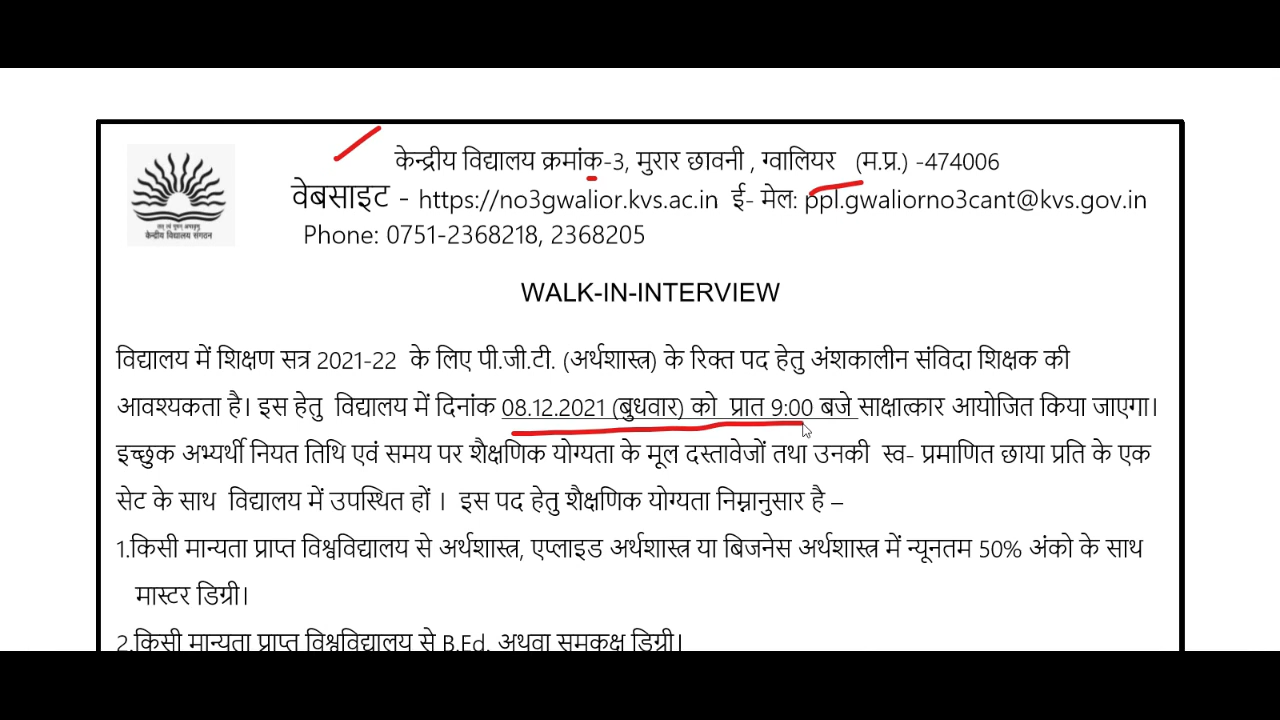 केन्द्रीय विद्यालय क्रमांक-3, मुरार छावनी , ग्वालियर (म.प्र.) -474006
वेबसाइट - https://no3gwalior.kvs.ac.in ई- मेल: ppl.gwaliorno3cant@kvs.gov.in
केन्द्रीय विद्यालय संगठन
Phone: 0751-2368218, 2368205
WALK-IN-INTERVIEW
विद्यालय में शिक्षण सत्र 2021-22 के लिए पी.जी.टी. (अर्थशास्त्र) के रिक्त पद हेतु अंशकालीन संविदा शिक्षक की
आवश्यकता है। इस हेतु विद्यालय में दिनांक 08.12.2021 (बुधवार) को प्रात 9:00 बजे साक्षात्कार आयोजित किया जाएगा।
इच्छुक अभ्यर्थी नियत तिथि एवं समय पर शैक्षणिक योग्यता के मूल दस्तावेजों तथा उनकी स्व- प्रमाणित छाया प्रति के एक
सेट के साथ विद्यालय में उपस्थित हों । इस पद हेतु शैक्षणिक योग्यता निम्नानुसार है –
1.किसी मान्यता प्राप्त विश्वविद्यालय से अर्थशास्त्र, एप्लाइड अर्थशास्त्र या बिजनेस अर्थशास्त्र में न्यूनतम 50% अंको के साथ
मास्टर डिग्री।
2.किसी मान्यता प्राप्त विश्वविद्यालय से B.Ed. अथवा समकक्ष डिग्री।